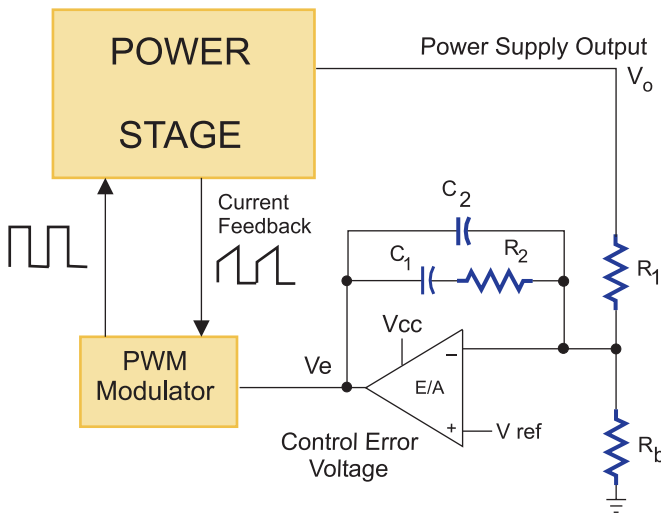 POWER
STAGE
Power Supply Output
Vo
Current
Feedback
C2
C1
R2
R1
Vcc
PWM
Modulator
Ve
E/A
−
+
V ref
Control Error
Voltage
Rb